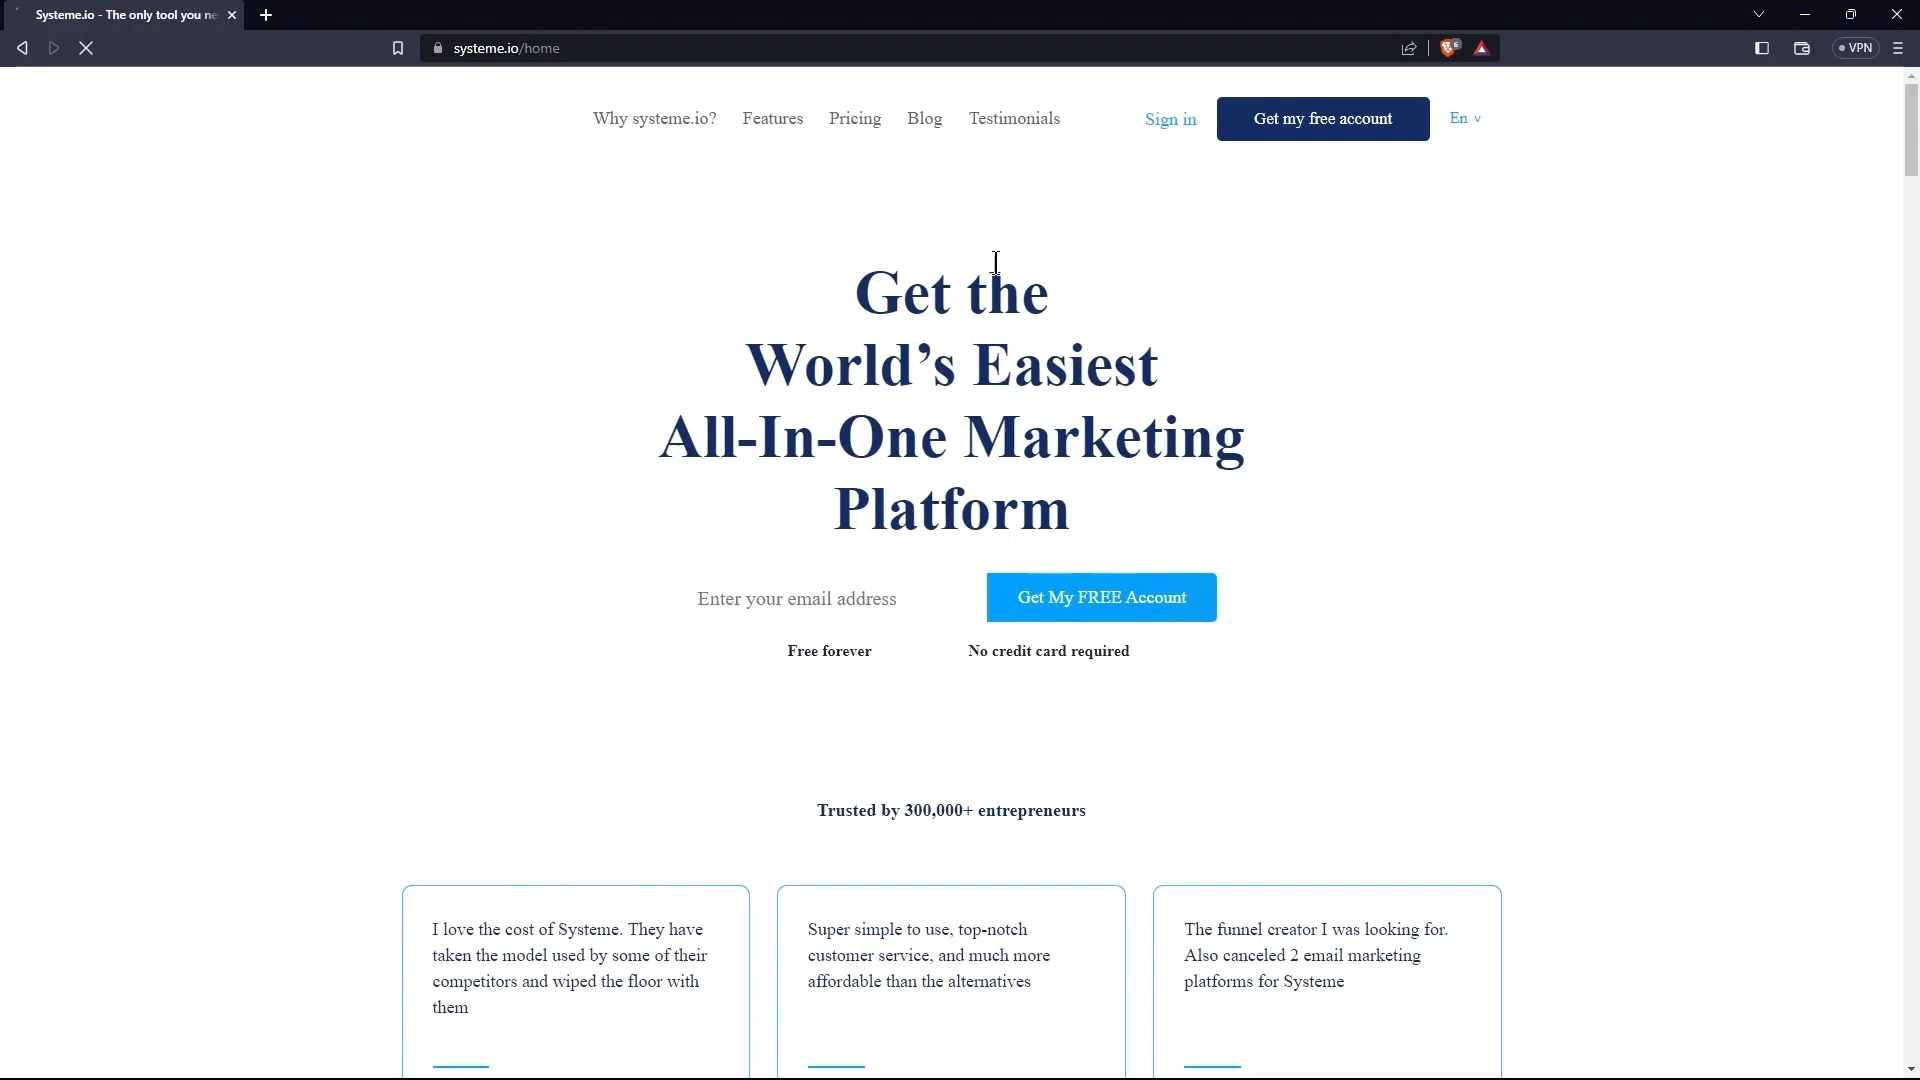 Systeme.io - The only tool you ne
systeme.io/home
6
VPN
Why systeme.io? Features Pricing Blog Testimonials Sign in Get my free account En v
Get the
World’s Easiest
All-In-One Marketing
Platform
Enter your email address Get My FREE Account
Free forever No credit card required
Trusted by 300,000+ entrepreneurs
I love the cost of Systeme. They have
taken the model used by some of their
competitors and wiped the floor with
them
Super simple to use, top-notch
customer service, and much more
affordable than the alternatives
The funnel creator I was looking for.
Also canceled 2 email marketing
platforms for Systeme